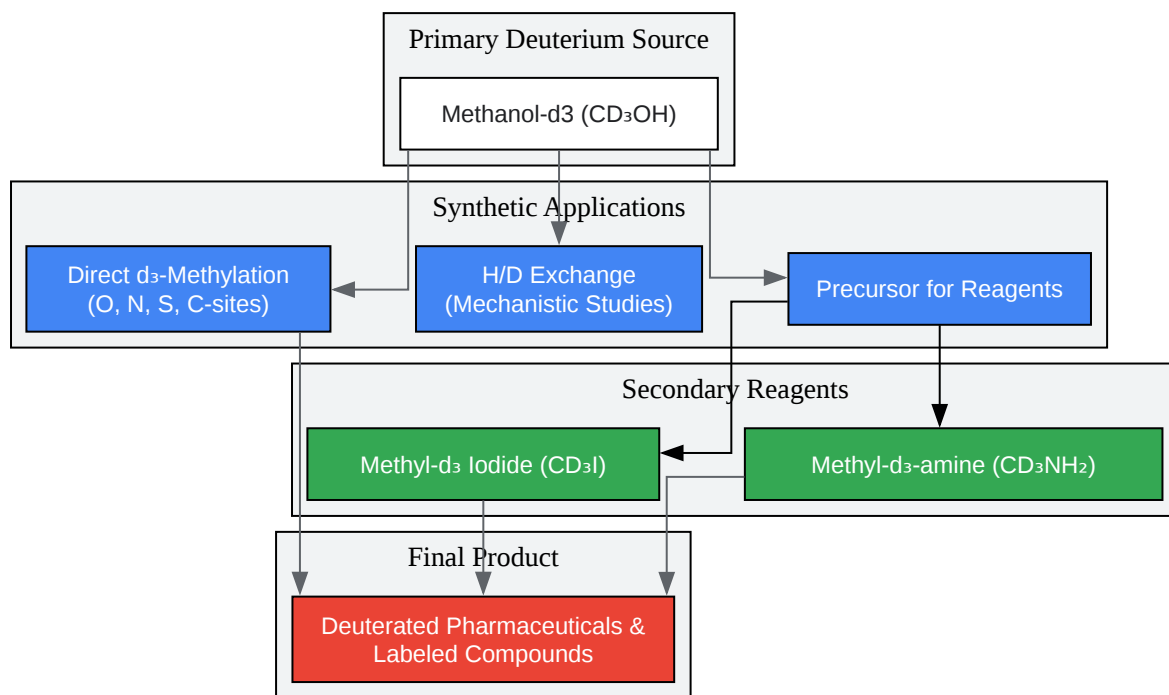 Primary Deuterium Source
Methanol-d3 (CD₃OH)
Synthetic Applications
Direct d₃-Methylation
(O, N, S, C-sites)
H/D Exchange
(Mechanistic Studies)
Precursor for Reagents
Secondary Reagents
Methyl-d₃ Iodide (CD₃I)
Methyl-d₃-amine (CD₃NH₂)
Final Product
Deuterated Pharmaceuticals &
Labeled Compounds